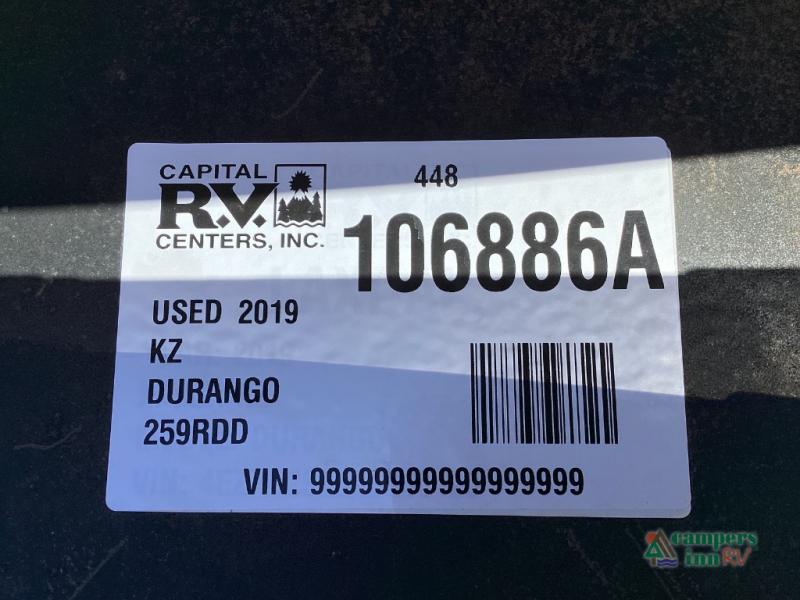 CAPITAL
R.V.
CENTERS, INC.
448
106886A
USED 2019
KZ
DURANGO
259RDD
VIN: 99999999999999999
campers
inn RV